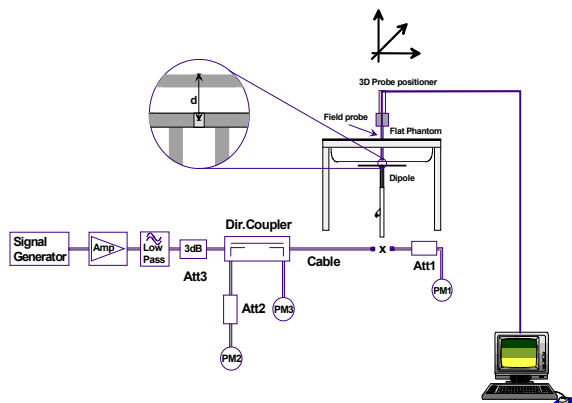 3D Probe positioner
d
Field probe
Flat Phantom
Dipole
Signal
Generator
Amp
Low
Pass
3dB
Att3
Dir.Coupler
Cable
x
Att1
Att2
PM3
PM1
PM2